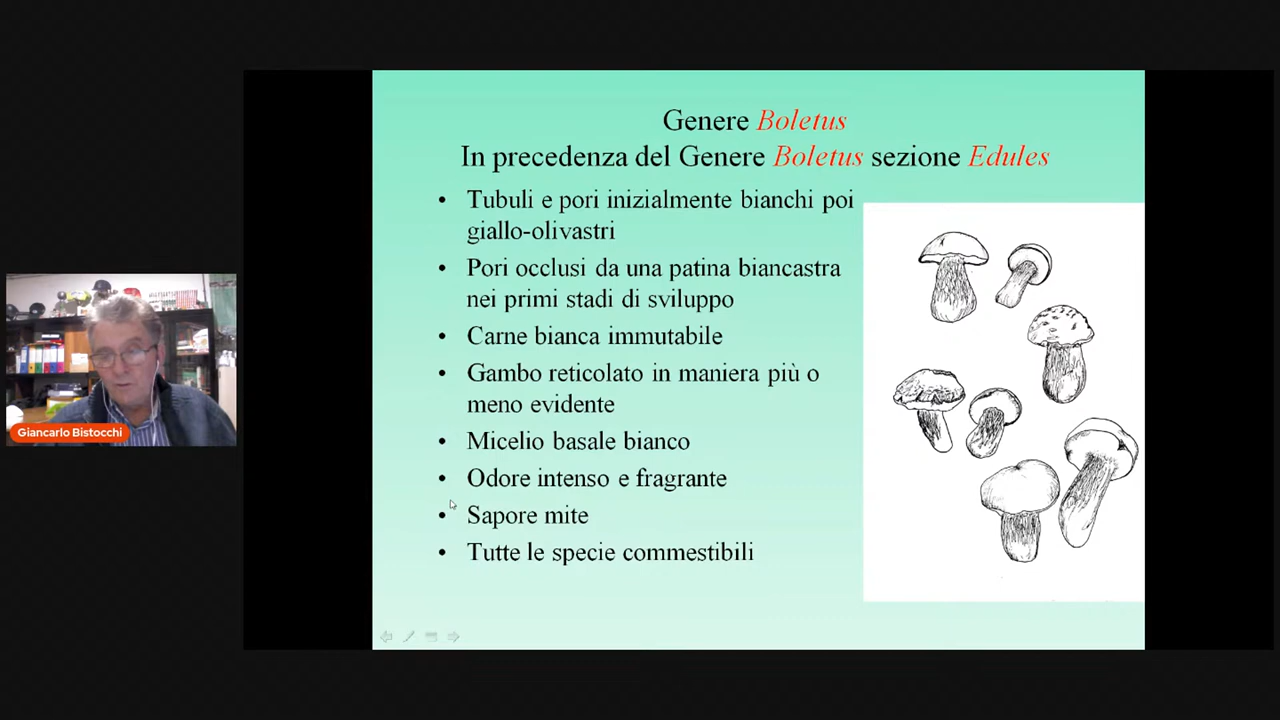 Genere Boletus
In precedenza del Genere Boletus sezione Edules
• Tubuli e pori inizialmente bianchi poi
giallo-olivastri
• Pori occlusi da una patina biancastra
nei primi stadi di sviluppo
• Carne bianca immutabile
• Gambo reticolato in maniera più o
meno evidente
• Micelio basale bianco
• Odore intenso e fragrante
• Sapore mite
• Tutte le specie commestibili
Giancarlo Bistocchi